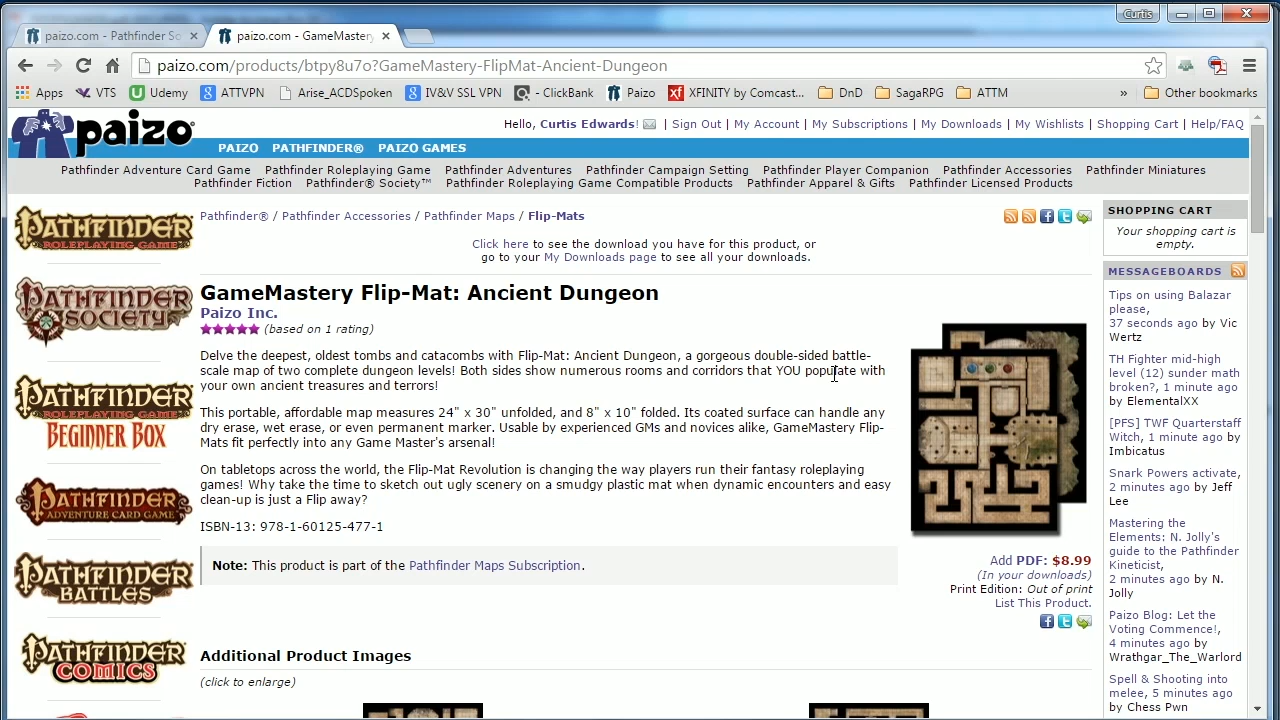 Curtis
paizo.com - Pathfinder So
paizo.com - GameMastery
paizo.com/products/btpy8u7o?GameMastery-FlipMat-Ancient-Dungeon
Apps VTS Udemy ATTVPN Arise_ACDSpoken IV&V SSL VPN - ClickBank Paizo XFINITY by Comcast... DnD SagaRPG ATTM » Other bookmarks
paizo
Hello, Curtis Edwards! | Sign Out | My Account | My Subscriptions | My Downloads | My Wishlists | Shopping Cart | Help/FAQ
PAIZO PATHFINDER® PAIZO GAMES
Pathfinder Adventure Card Game Pathfinder Roleplaying Game Pathfinder Adventures Pathfinder Campaign Setting Pathfinder Player Companion Pathfinder Accessories Pathfinder Miniatures
Pathfinder Fiction Pathfinder® Society™ Pathfinder Roleplaying Game Compatible Products Pathfinder Apparel & Gifts Pathfinder Licensed Products
PATHFINDER
ROLEPLAYING GAME
PATHFINDER
SOCIETY
PATHFINDER
ROLEPLAYING GAME
BEGINNER BOX
PATHFINDER
ADVENTURE CARD GAME
PATHFINDER
BATTLES
PATHFINDER
COMICS
Pathfinder® / Pathfinder Accessories / Pathfinder Maps / Flip-Mats
Click here to see the download you have for this product, or
go to your My Downloads page to see all your downloads.
GameMastery Flip-Mat: Ancient Dungeon
Paizo Inc.
(based on 1 rating)
Delve the deepest, oldest tombs and catacombs with Flip-Mat: Ancient Dungeon, a gorgeous double-sided battle-
scale map of two complete dungeon levels! Both sides show numerous rooms and corridors that YOU populate with
your own ancient treasures and terrors!
This portable, affordable map measures 24" x 30" unfolded, and 8" x 10" folded. Its coated surface can handle any
dry erase, wet erase, or even permanent marker. Usable by experienced GMs and novices alike, GameMastery Flip-
Mats fit perfectly into any Game Master's arsenal!
On tabletops across the world, the Flip-Mat Revolution is changing the way players run their fantasy roleplaying
games! Why take the time to sketch out ugly scenery on a smudgy plastic mat when dynamic encounters and easy
clean-up is just a Flip away?
ISBN-13: 978-1-60125-477-1
Note: This product is part of the Pathfinder Maps Subscription.
Add PDF: $8.99
(In your downloads)
Print Edition: Out of print
List This Product.
Additional Product Images
(click to enlarge)
SHOPPING CART
Your shopping cart is
empty.
MESSAGEBOARDS
Tips on using Balazar
please,
37 seconds ago by Vic
Wertz
TH Fighter mid-high
level (12) sunder math
broken?, 1 minute ago
by ElementalXX
[PFS] TWF Quarterstaff
Witch, 1 minute ago by
Imbicatus
Snark Powers activate,
2 minutes ago by Jeff
Lee
Mastering the
Elements: N. Jolly's
guide to the Pathfinder
Kineticist,
2 minutes ago by N.
Jolly
Paizo Blog: Let the
Voting Commence!,
4 minutes ago by
Wrathgar_The_Warlord
Spell & Shooting into
melee, 5 minutes ago
by Chess Pwn